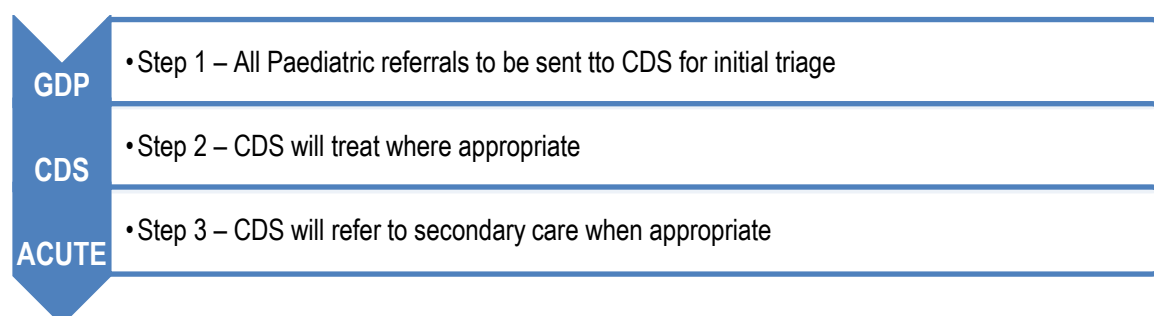 GDP
• Step 1 – All Paediatric referrals to be sent tto CDS for initial triage
CDS
• Step 2 – CDS will treat where appropriate
ACUTE
• Step 3 – CDS will refer to secondary care when appropriate